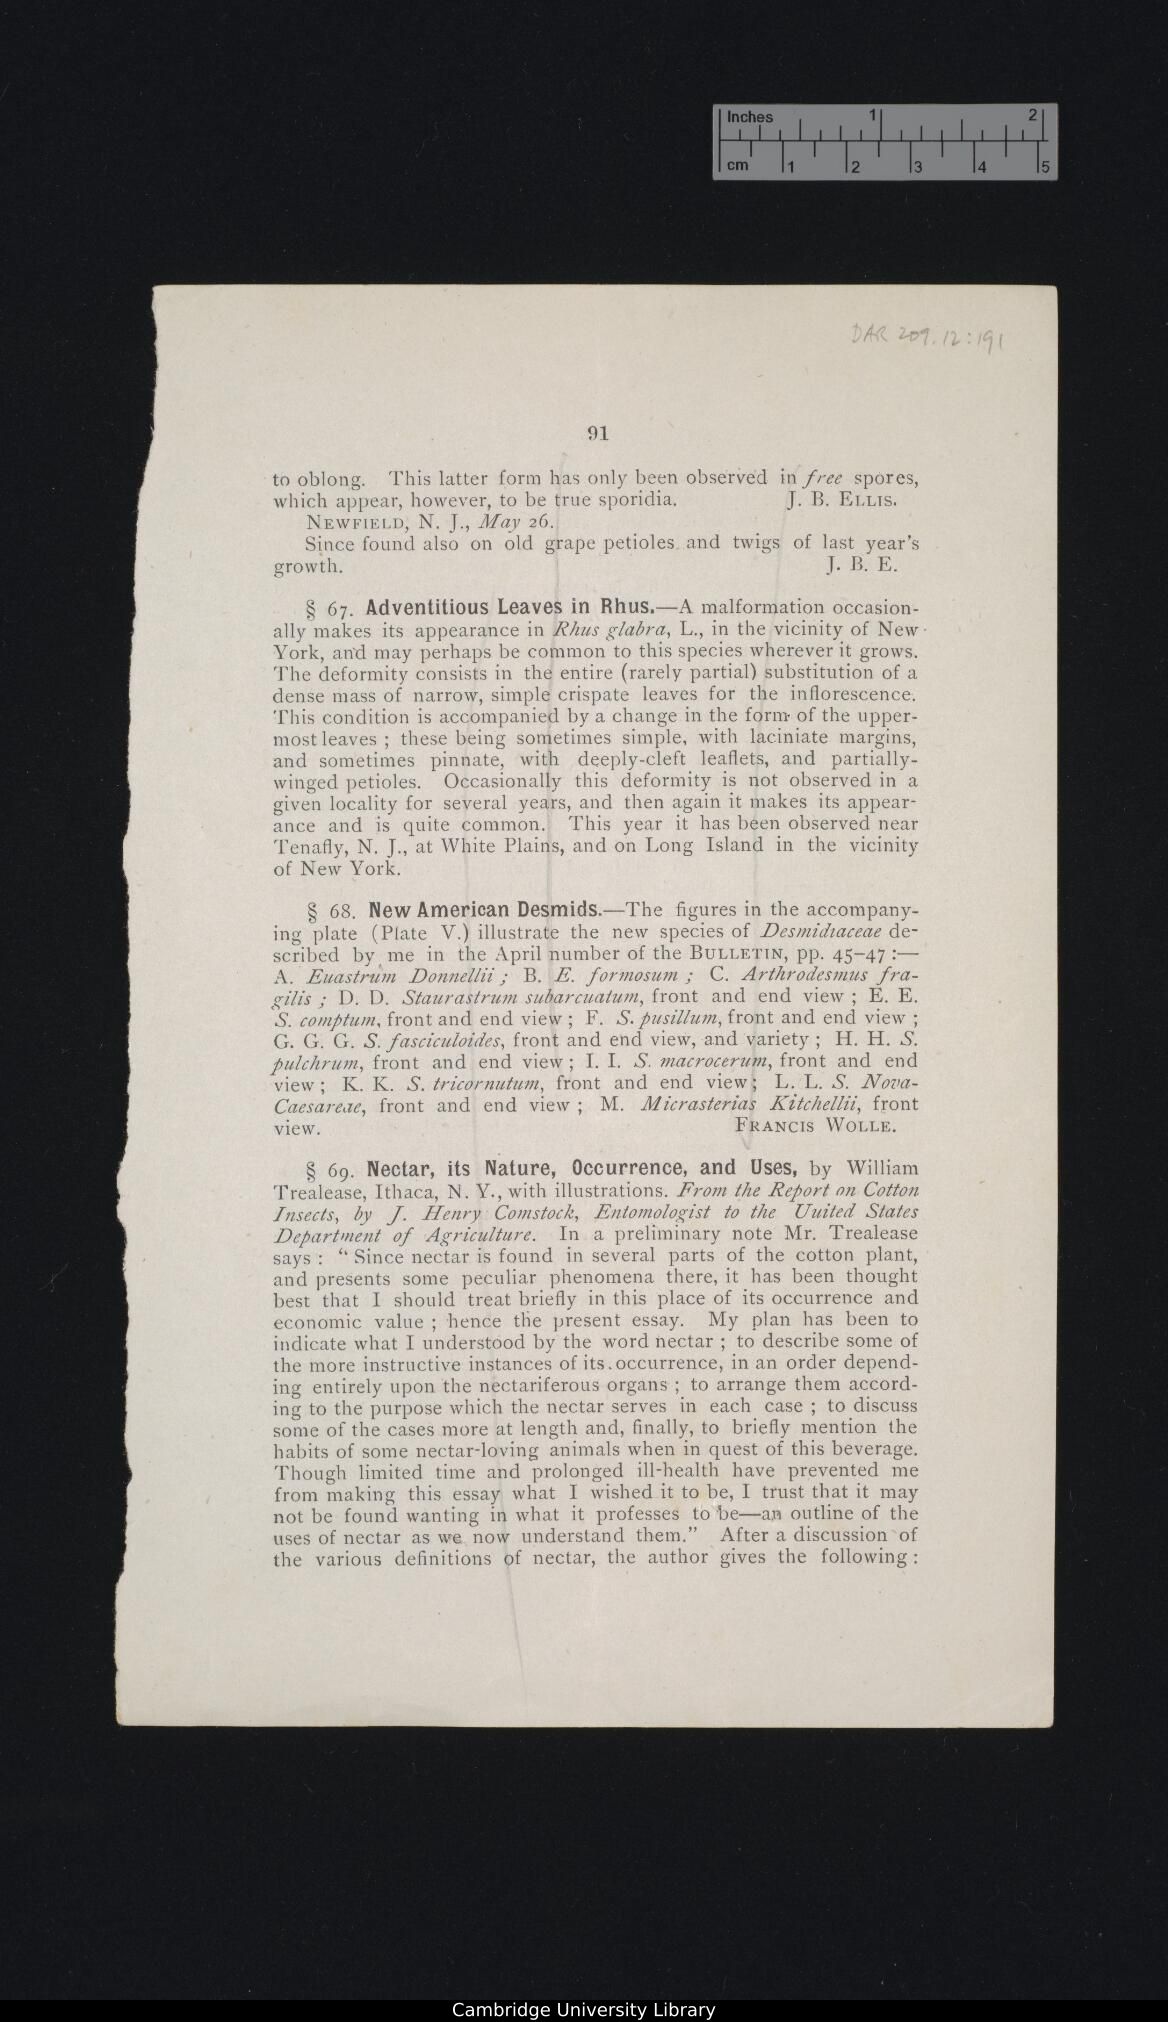 Inches 1 2
cm 1 2 3 4 5
DAR 209.12:191
91
to oblong. This latter form has only been observed in free spores,
which appear, however, to be true sporidia. J. B. ELLIS.
NEWFIELD, N. J., May 26.
Since found also on old grape petioles and twigs of last year's
growth. J. B. E.
§ 67. Adventitious Leaves in Rhus.—A malformation occasion-
ally makes its appearance in Rhus glabra, L., in the vicinity of New
York, and may perhaps be common to this species wherever it grows.
The deformity consists in the entire (rarely partial) substitution of a
dense mass of narrow, simple crispate leaves for the inflorescence.
This condition is accompanied by a change in the form of the upper-
most leaves ; these being sometimes simple, with laciniate margins,
and sometimes pinnate, with deeply-cleft leaflets, and partially-
winged petioles. Occasionally this deformity is not observed in a
given locality for several years, and then again it makes its appear-
ance and is quite common. This year it has been observed near
Tenafly, N. J., at White Plains, and on Long Island in the vicinity
of New York.
§ 68. New American Desmids.—The figures in the accompany-
ing plate (Plate V.) illustrate the new species of Desmidiaceae de-
scribed by me in the April number of the BULLETIN, pp. 45–47 :—
A. Euastrum Donnellii ; B. E. formosum ; C. Arthrodesmus fra-
gilis ; D. D. Staurastrum subarcuatum, front and end view ; E. E.
S. comptum, front and end view ; F. S. pusillum, front and end view ;
G. G. G. S. fasciculoides, front and end view, and variety ; H. H. S.
pulchrum, front and end view ; I. I. S. macrocerum, front and end
view ; K. K. S. tricornutum, front and end view ; L. L. S. Nova-
Caesareae, front and end view ; M. Micrasterias Kitchellii, front
view. FRANCIS WOLLE.
§ 69. Nectar, its Nature, Occurrence, and Uses, by William
Trealease, Ithaca, N. Y., with illustrations. From the Report on Cotton
Insects, by J. Henry Comstock, Entomologist to the Uuited States
Department of Agriculture. In a preliminary note Mr. Trealease
says : “ Since nectar is found in several parts of the cotton plant,
and presents some peculiar phenomena there, it has been thought
best that I should treat briefly in this place of its occurrence and
economic value ; hence the present essay. My plan has been to
indicate what I understood by the word nectar ; to describe some of
the more instructive instances of its occurrence, in an order depend-
ing entirely upon the nectariferous organs ; to arrange them accord-
ing to the purpose which the nectar serves in each case ; to discuss
some of the cases more at length and, finally, to briefly mention the
habits of some nectar-loving animals when in quest of this beverage.
Though limited time and prolonged ill-health have prevented me
from making this essay what I wished it to be, I trust that it may
not be found wanting in what it professes to be—an outline of the
uses of nectar as we now understand them.” After a discussion of
the various definitions of nectar, the author gives the following :
Cambridge University Library